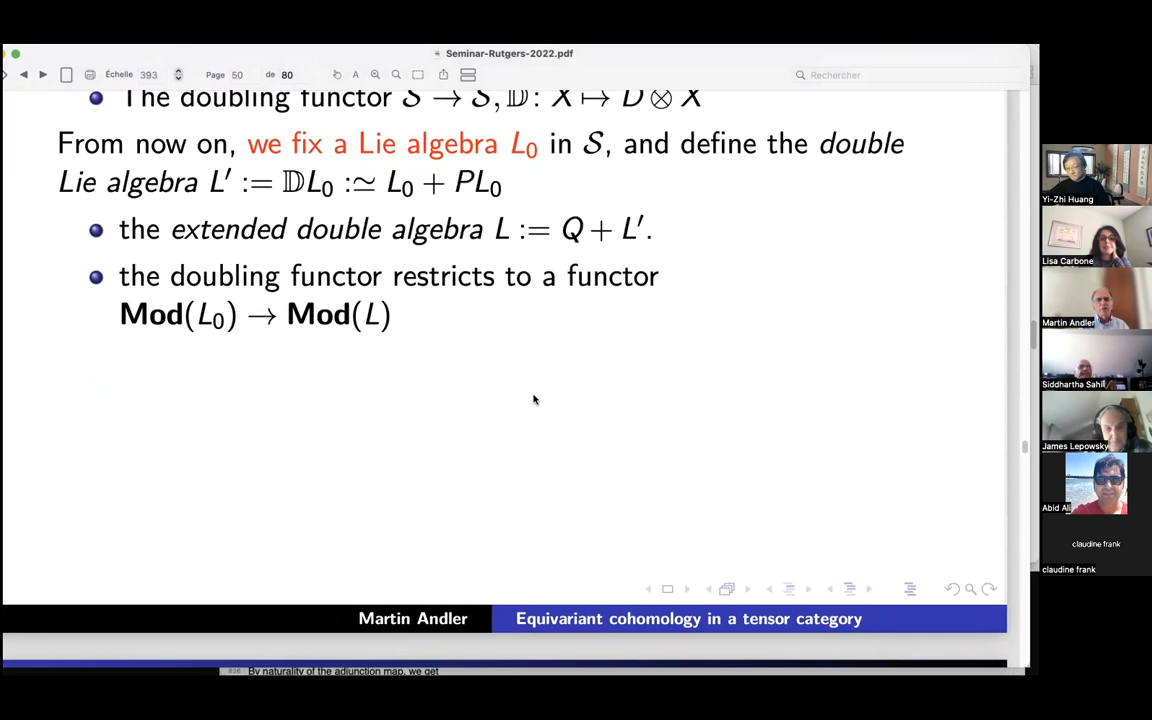 Seminar-Rutgers-2022.pdf
Échelle 393 Page 50 de 80 Rechercher
The doubling functor 𝒮 → 𝒮, 𝔻: X ↦ D ⊗ X
From now on, we fix a Lie algebra L₀ in 𝒮, and define the double
Lie algebra L′ := 𝔻L₀ :≃ L₀ + PL₀
the extended double algebra L := Q + L′.
the doubling functor restricts to a functor
Mod(L₀) → Mod(L)
Martin Andler Equivariant cohomology in a tensor category
By naturality of the adjunction map, we get
Yi-Zhi Huang
Lisa Carbone
Martin Andler
Siddhartha Sahi
James Lepowsky
Abid Ali
claudine frank
claudine frank